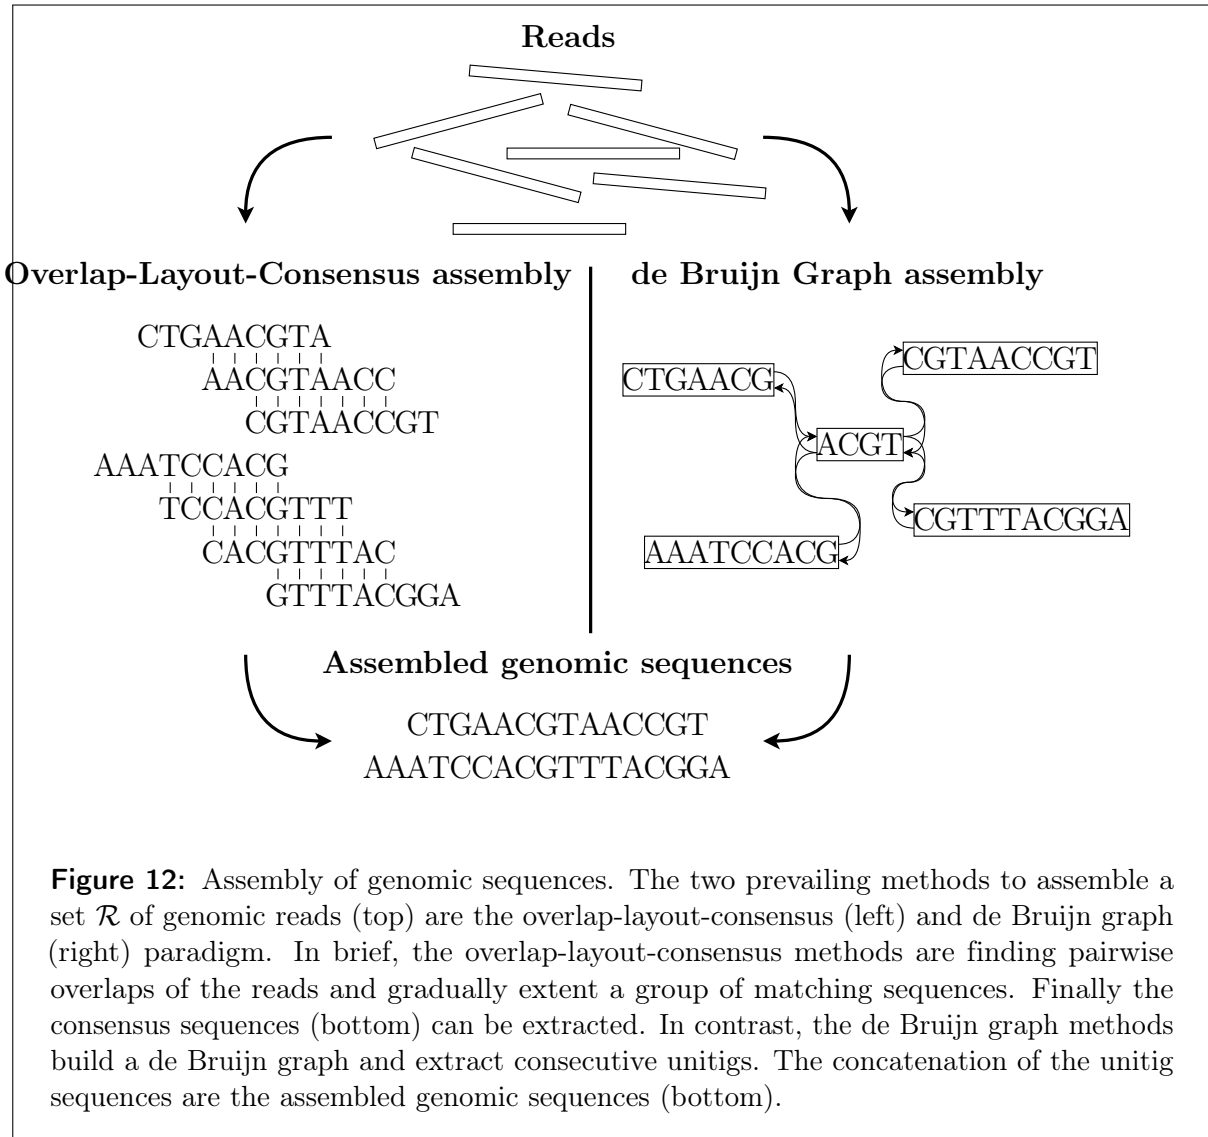 Reads
Overlap-Layout-Consensus assembly
CTGAACGTA
AACGTAACC
CGTAACCGT
AAATCCACG
TCCACGTTT
CACGTTTAC
GTTTACGGA
de Bruijn Graph assembly
CTGAACG
CGTAACCGT
ACGT
AAATCCACG
CGTTTACGGA
Assembled genomic sequences
CTGAACGTAACCGT
AAATCCACGTTTACGGA
Figure 12: Assembly of genomic sequences. The two prevailing methods to assemble a
set R of genomic reads (top) are the overlap-layout-consensus (left) and de Bruijn graph
(right) paradigm. In brief, the overlap-layout-consensus methods are finding pairwise
overlaps of the reads and gradually extent a group of matching sequences. Finally the
consensus sequences (bottom) can be extracted. In contrast, the de Bruijn graph methods
build a de Bruijn graph and extract consecutive unitigs. The concatenation of the unitig
sequences are the assembled genomic sequences (bottom).